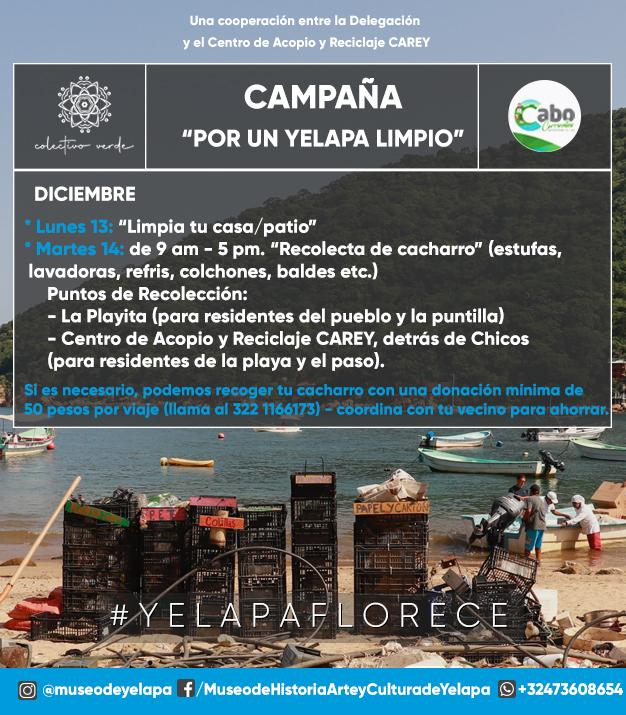 Una cooperación entre la Delegación
y el Centro de Acopio y Reciclaje CAREY
colectivo verde
CAMPAÑA
“POR UN YELAPA LIMPIO”
Cabo
Corrientes
DICIEMBRE
* Lunes 13: “Limpia tu casa/patio”
* Martes 14: de 9 am - 5 pm. “Recolecta de cacharro” (estufas,
lavadoras, refris, colchones, baldes etc.)
Puntos de Recolección:
- La Playita (para residentes del pueblo y la puntilla)
- Centro de Acopio y Reciclaje CAREY, detrás de Chicos
(para residentes de la playa y el paso).
Si es necesario, podemos recoger tu cacharro con una donación mínima de
50 pesos por viaje (llama al 322 1166173) - coordina con tu vecino para ahorrar.
PET
Colillas
PAPEL Y CARTON
#YELAPAFLORECE
@museodeyelapa
/MuseodeHistoriaArteyCulturadeYelapa
+32473608654